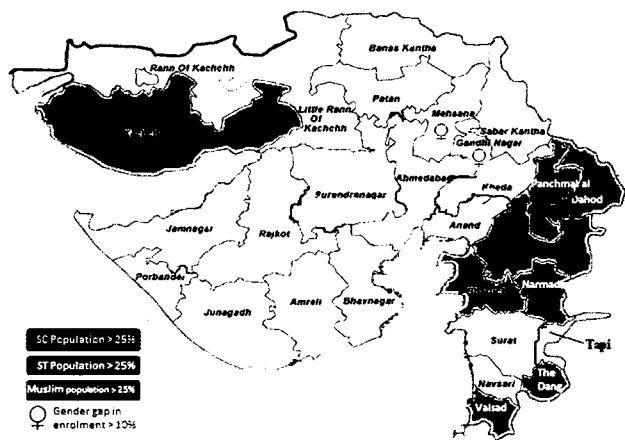 Banas Kantha
Rann Of Kachchh
Patan
Little Rann
Of
Kachchh
Mehsana
Sabar Kantha
Gandhi Nagar
Ahmedabad
Kheda
Panchmahal
Dahod
Surendranagar
Anand
Jamnagar
Rajkot
Porbander
Narmad
Junagadh
Amreli
Bhavnagar
Surat
Tapi
The
Dang
Navsari
Valsad
SC Population > 25%
ST Population > 25%
Muslim population > 25%
Gender gap in
enrolment > 10%